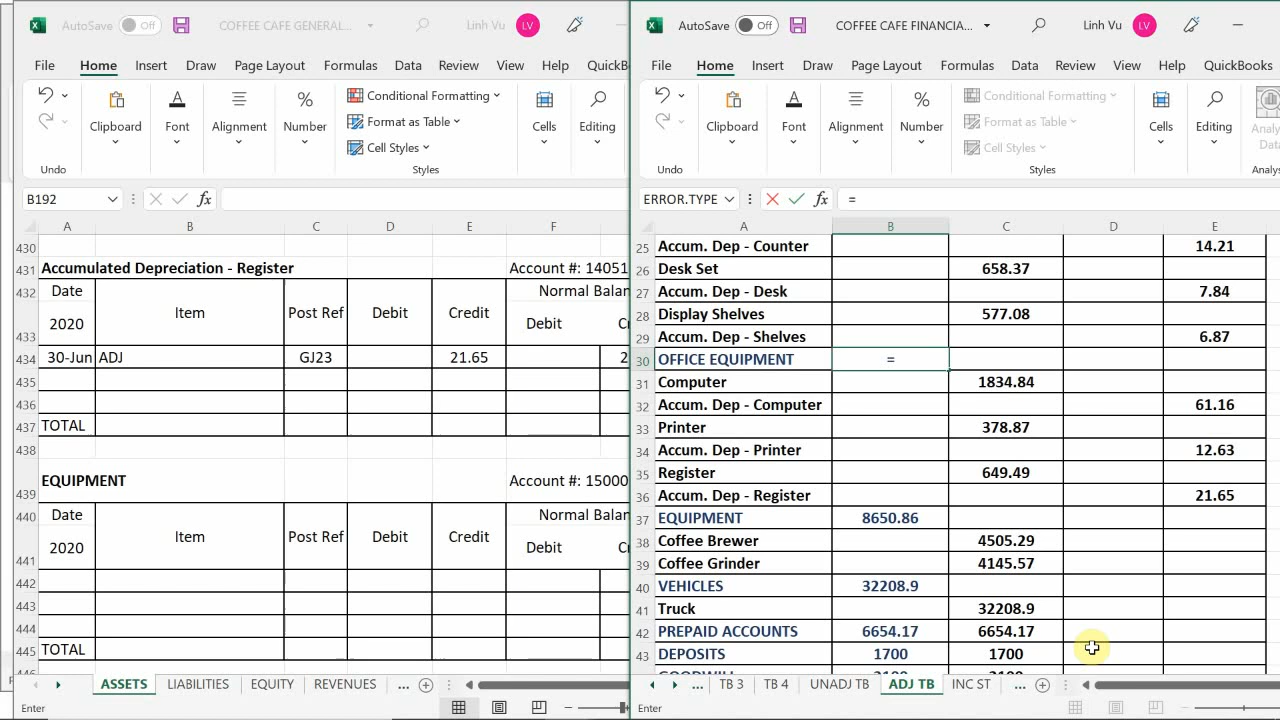 AutoSave Off COFFEE CAFE GENERAL... Linh Vu LV
File Home Insert Draw Page Layout Formulas Data Review View Help QuickB
Clipboard Font Alignment Number Conditional Formatting Format as Table Cell Styles Cells Editing
Undo Styles
B192 fx
A B C D E F
430
431 Accumulated Depreciation - Register Account #: 14051
432 Date Item Post Ref Debit Credit Normal Balan
433 2020 Debit C
434 30-Jun ADJ GJ23 21.65 2
435
436
437 TOTAL
438
439 EQUIPMENT Account #: 15000
440 Date Item Post Ref Debit Credit Normal Balan
441 2020 Debit C
442
443
444
445 TOTAL
ASSETS LIABILITIES EQUITY REVENUES ...
Enter
AutoSave Off COFFEE CAFE FINANCIA... Linh Vu LV
File Home Insert Draw Page Layout Formulas Data Review View Help QuickBooks
Clipboard Font Alignment Number Conditional Formatting Format as Table Cell Styles Cells Editing Analy Data
Undo Styles Analys
ERROR.TYPE fx =
A B C D E
25 Accum. Dep - Counter 14.21
26 Desk Set 658.37
27 Accum. Dep - Desk 7.84
28 Display Shelves 577.08
29 Accum. Dep - Shelves 6.87
30 OFFICE EQUIPMENT =
31 Computer 1834.84
32 Accum. Dep - Computer 61.16
33 Printer 378.87
34 Accum. Dep - Printer 12.63
35 Register 649.49
36 Accum. Dep - Register 21.65
37 EQUIPMENT 8650.86
38 Coffee Brewer 4505.29
39 Coffee Grinder 4145.57
40 VEHICLES 32208.9
41 Truck 32208.9
42 PREPAID ACCOUNTS 6654.17 6654.17
43 DEPOSITS 1700 1700
... TB 3 TB 4 UNADJ TB ADJ TB INC ST ...
Enter